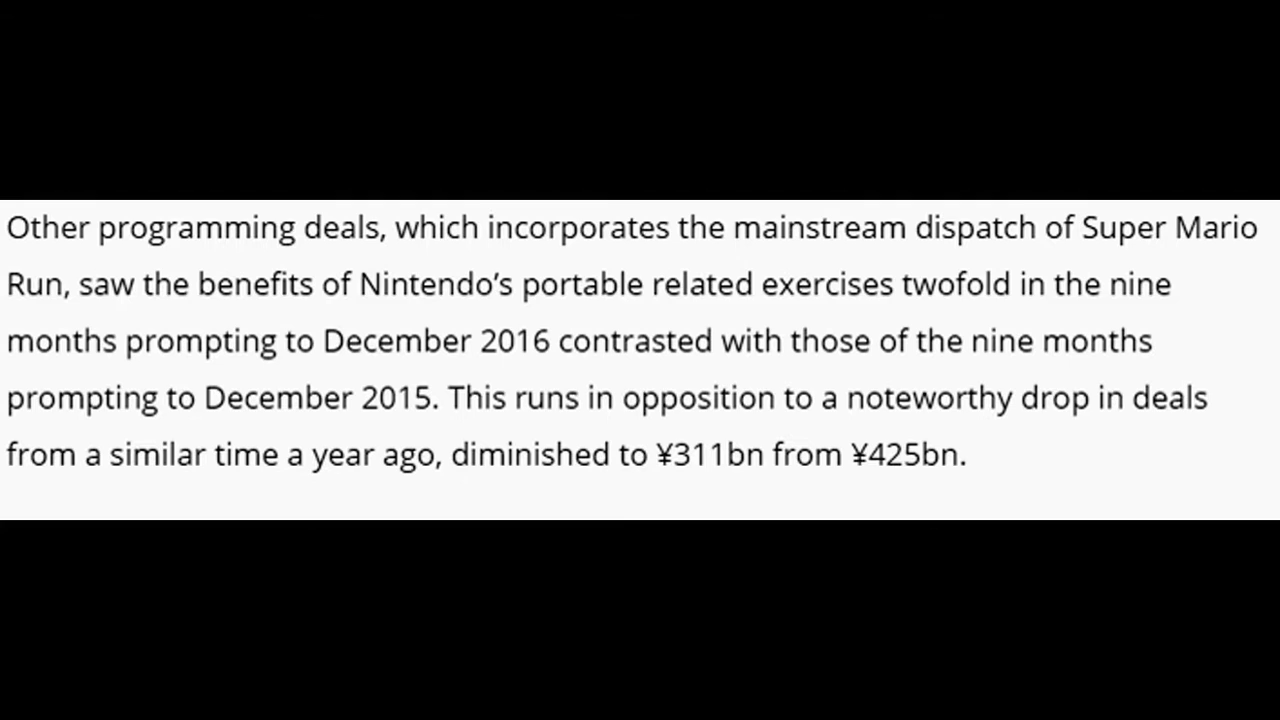 Other programming deals, which incorporates the mainstream dispatch of Super Mario
Run, saw the benefits of Nintendo’s portable related exercises twofold in the nine
months prompting to December 2016 contrasted with those of the nine months
prompting to December 2015. This runs in opposition to a noteworthy drop in deals
from a similar time a year ago, diminished to ¥311bn from ¥425bn.